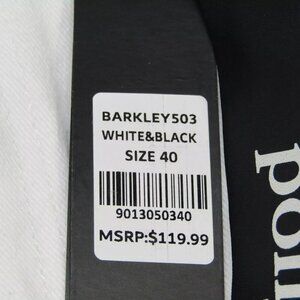 BARKLEY503
WHITE&BLACK
SIZE 40
9013050340
MSRP:$119.99